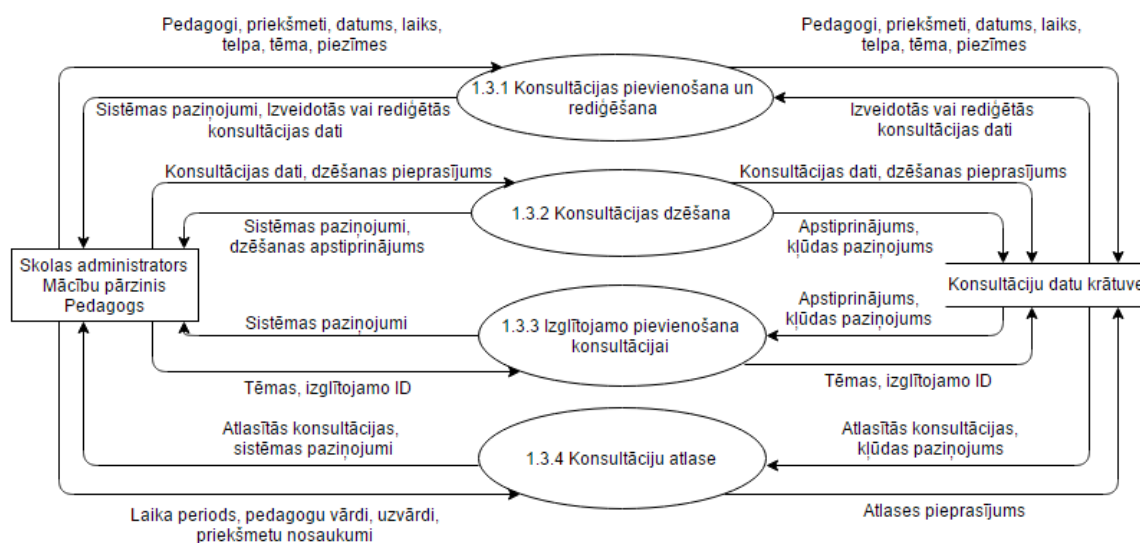 Pedagogi, priekšmeti, datums, laiks,
telpa, tēma, piezīmes
Pedagogi, priekšmeti, datums, laiks,
telpa, tēma, piezīmes
1.3.1 Konsultācijas pievienošana un
rediģēšana
Sistēmas paziņojumi, Izveidotās vai rediģētās
konsultācijas dati
Izveidotās vai rediģētās
konsultācijas dati
Konsultācijas dati, dzēšanas pieprasījums
Konsultācijas dati, dzēšanas pieprasījums
1.3.2 Konsultācijas dzēšana
Sistēmas paziņojumi,
dzēšanas apstiprinājums
Apstiprinājums,
kļūdas paziņojums
Skolas administrators
Mācību pārzinis
Pedagogs
Konsultāciju datu krātuve
Sistēmas paziņojumi
1.3.3 Izglītojamo pievienošana
konsultācijai
Apstiprinājums,
kļūdas paziņojums
Tēmas, izglītojamo ID
Tēmas, izglītojamo ID
Atlasītās konsultācijas,
sistēmas paziņojumi
1.3.4 Konsultāciju atlase
Atlasītās konsultācijas,
kļūdas paziņojums
Laika periods, pedagogu vārdi, uzvārdi,
priekšmetu nosaukumi
Atlases pieprasījums